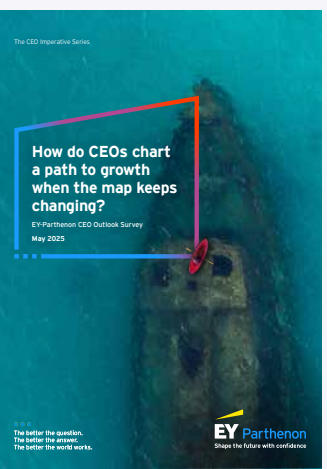 The CEO Imperative Series
How do CEOs chart
a path to growth
when the map keeps
changing?
EY-Parthenon CEO Outlook Survey
May 2025
The better the question.
The better the answer.
The better the world works.
EY Parthenon
Shape the future with confidence